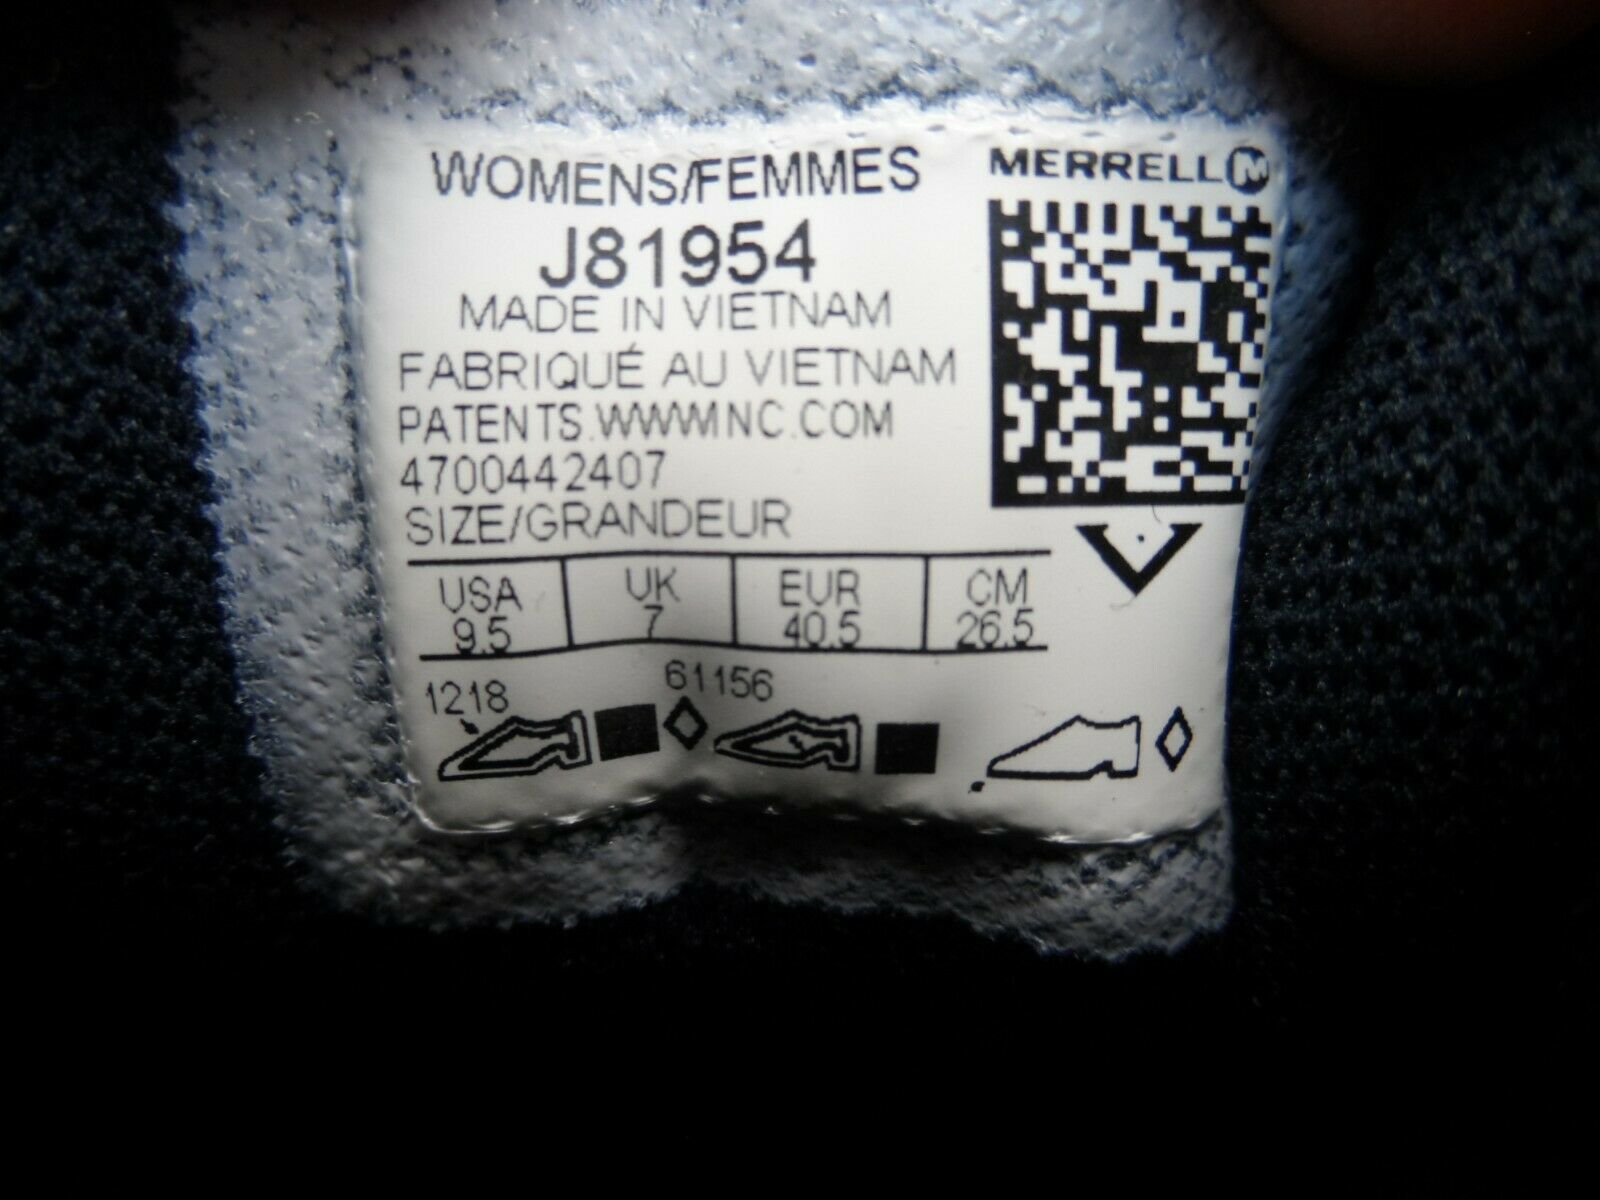 WOMENS/FEMMES
MERRELL
J81954
MADE IN VIETNAM
FABRIQUÉ AU VIETNAM
PATENTS.WWWMNC.COM
4700442407
SIZE/GRANDEUR
USA UK EUR CM
9.5 7 40.5 26.5
1218 61156